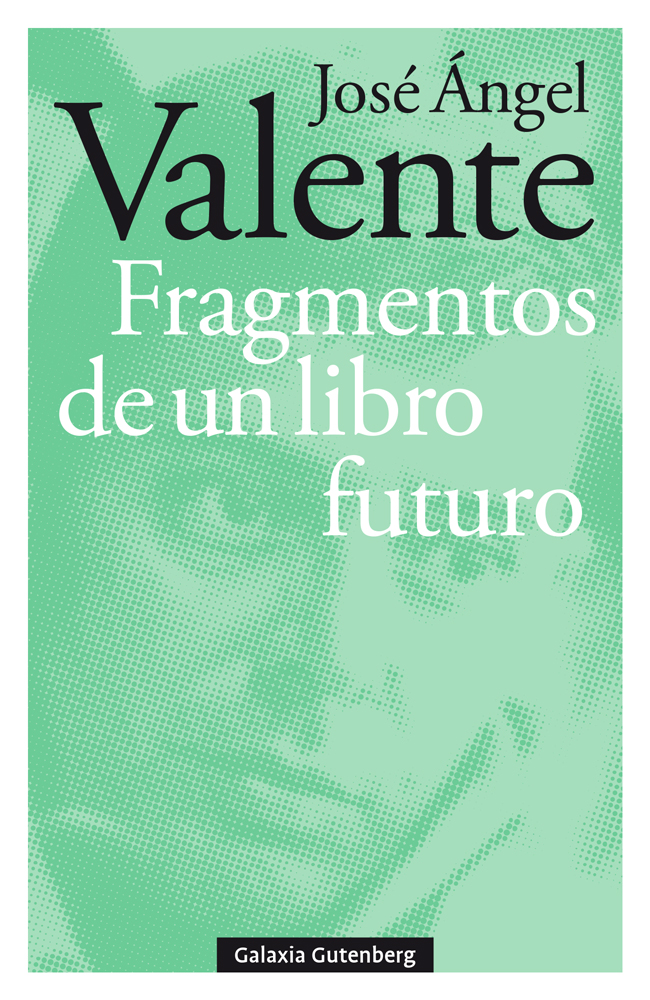 José Ángel
Valente
Fragmentos
de un libro
futuro
Galaxia Gutenberg